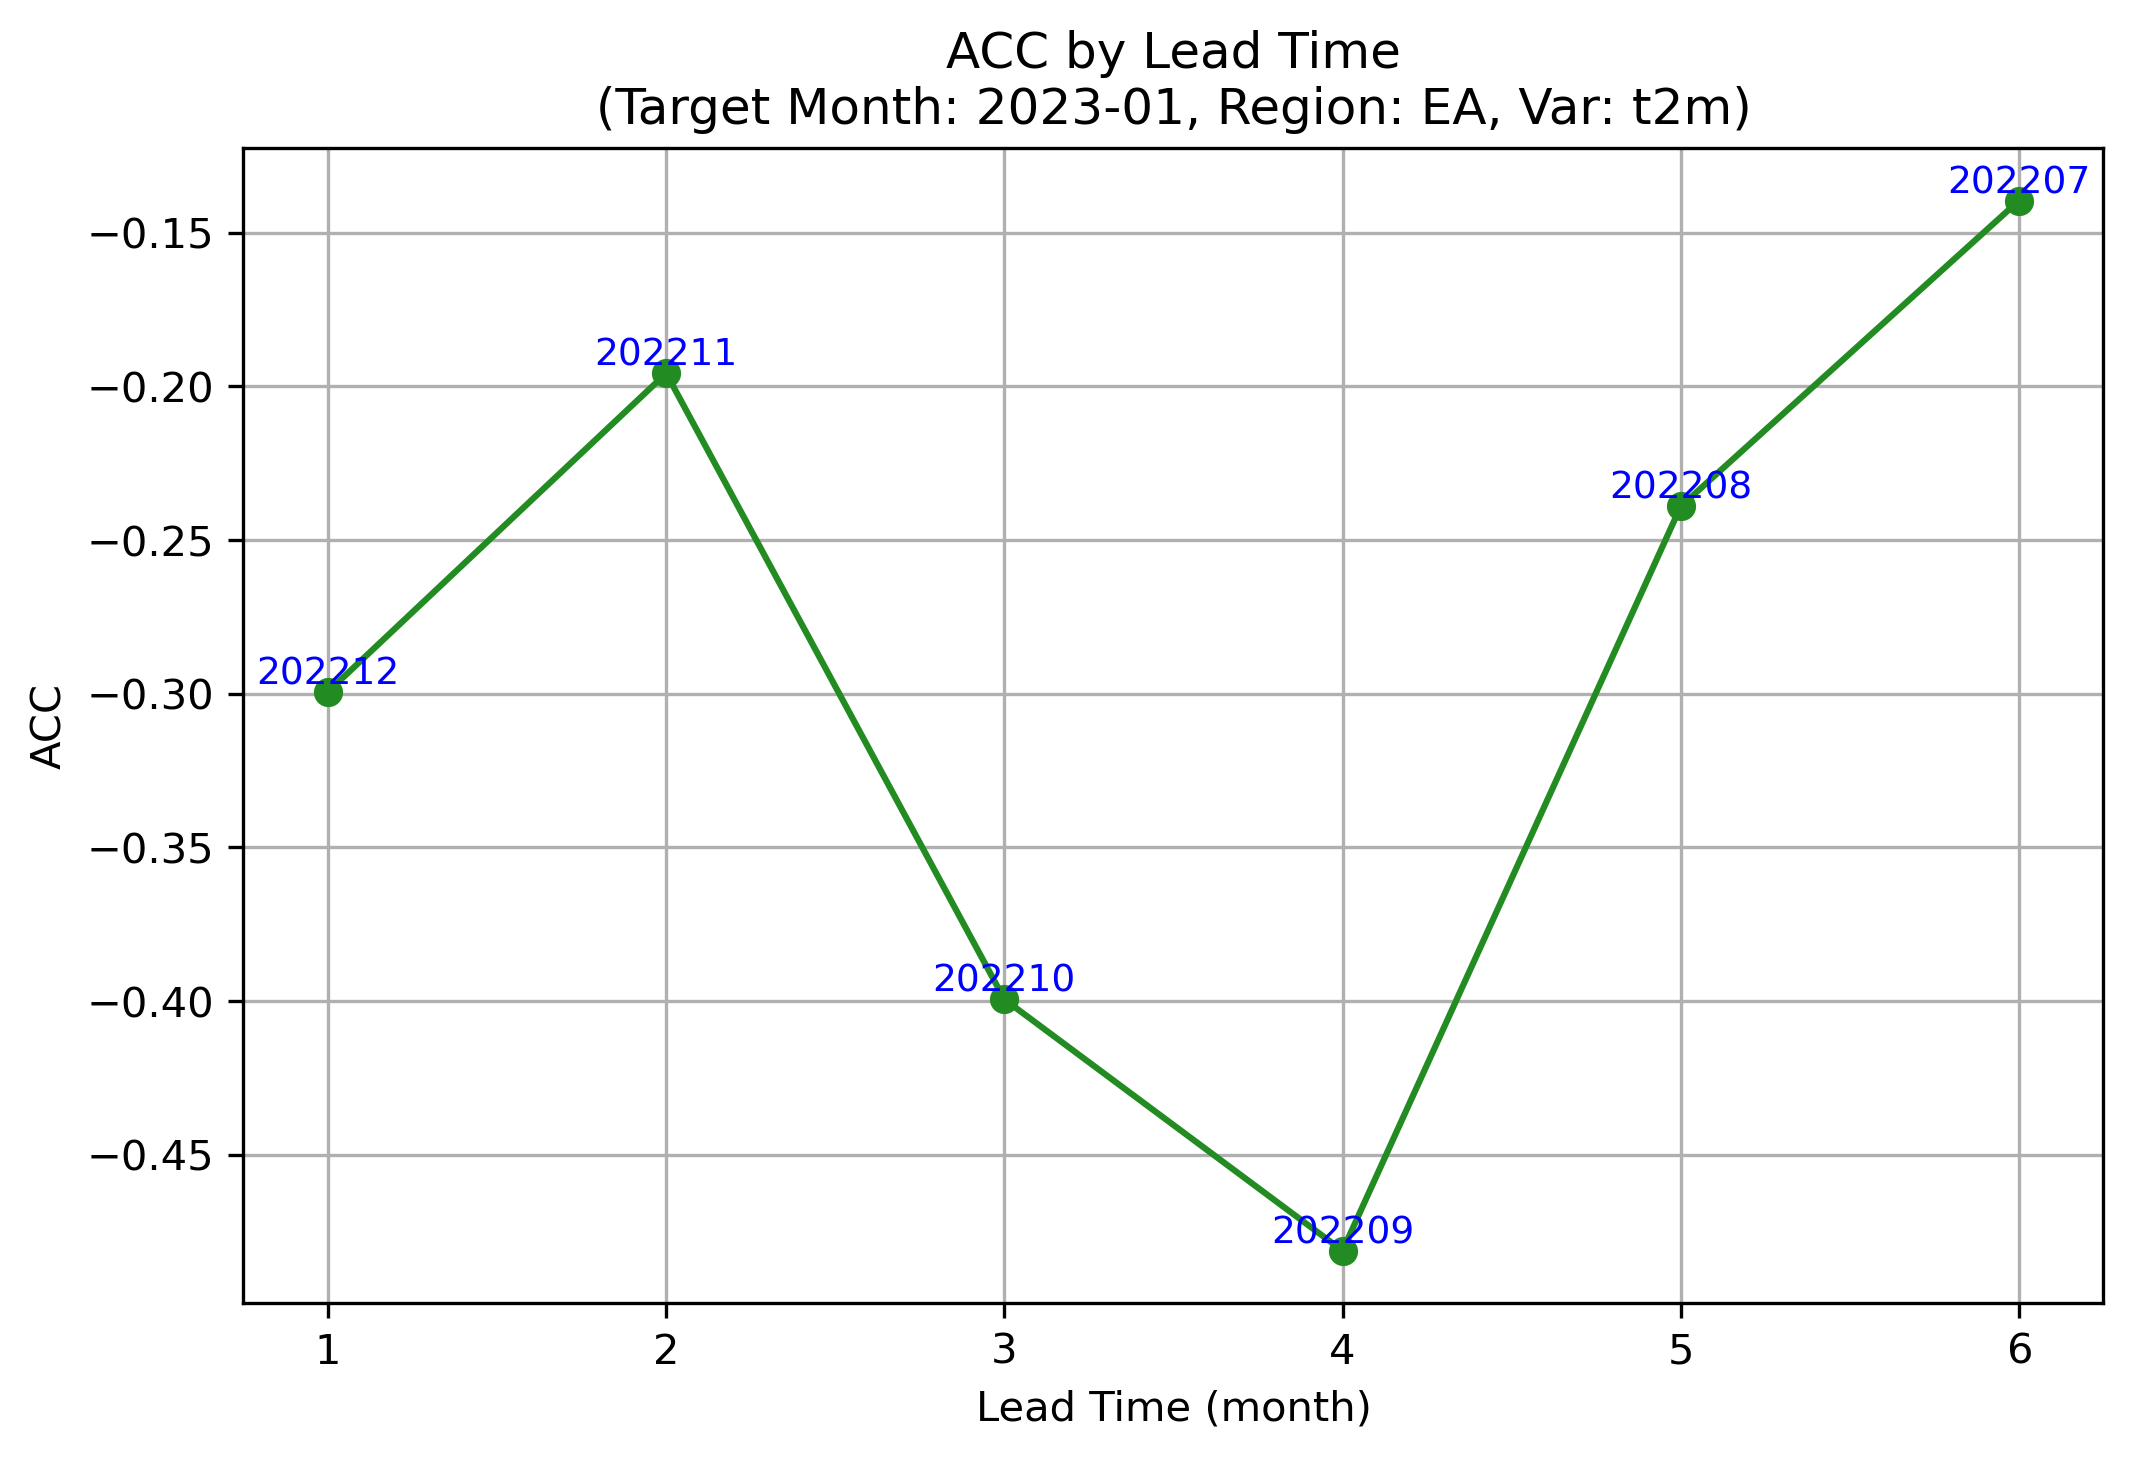 ACC by Lead Time
(Target Month: 2023-01, Region: EA, Var: t2m)
202207
−0.15
202211
−0.20
202208
−0.25
202212
−0.30
ACC
−0.35
202210
−0.40
−0.45
202209
1 2 3 4 5 6
Lead Time (month)